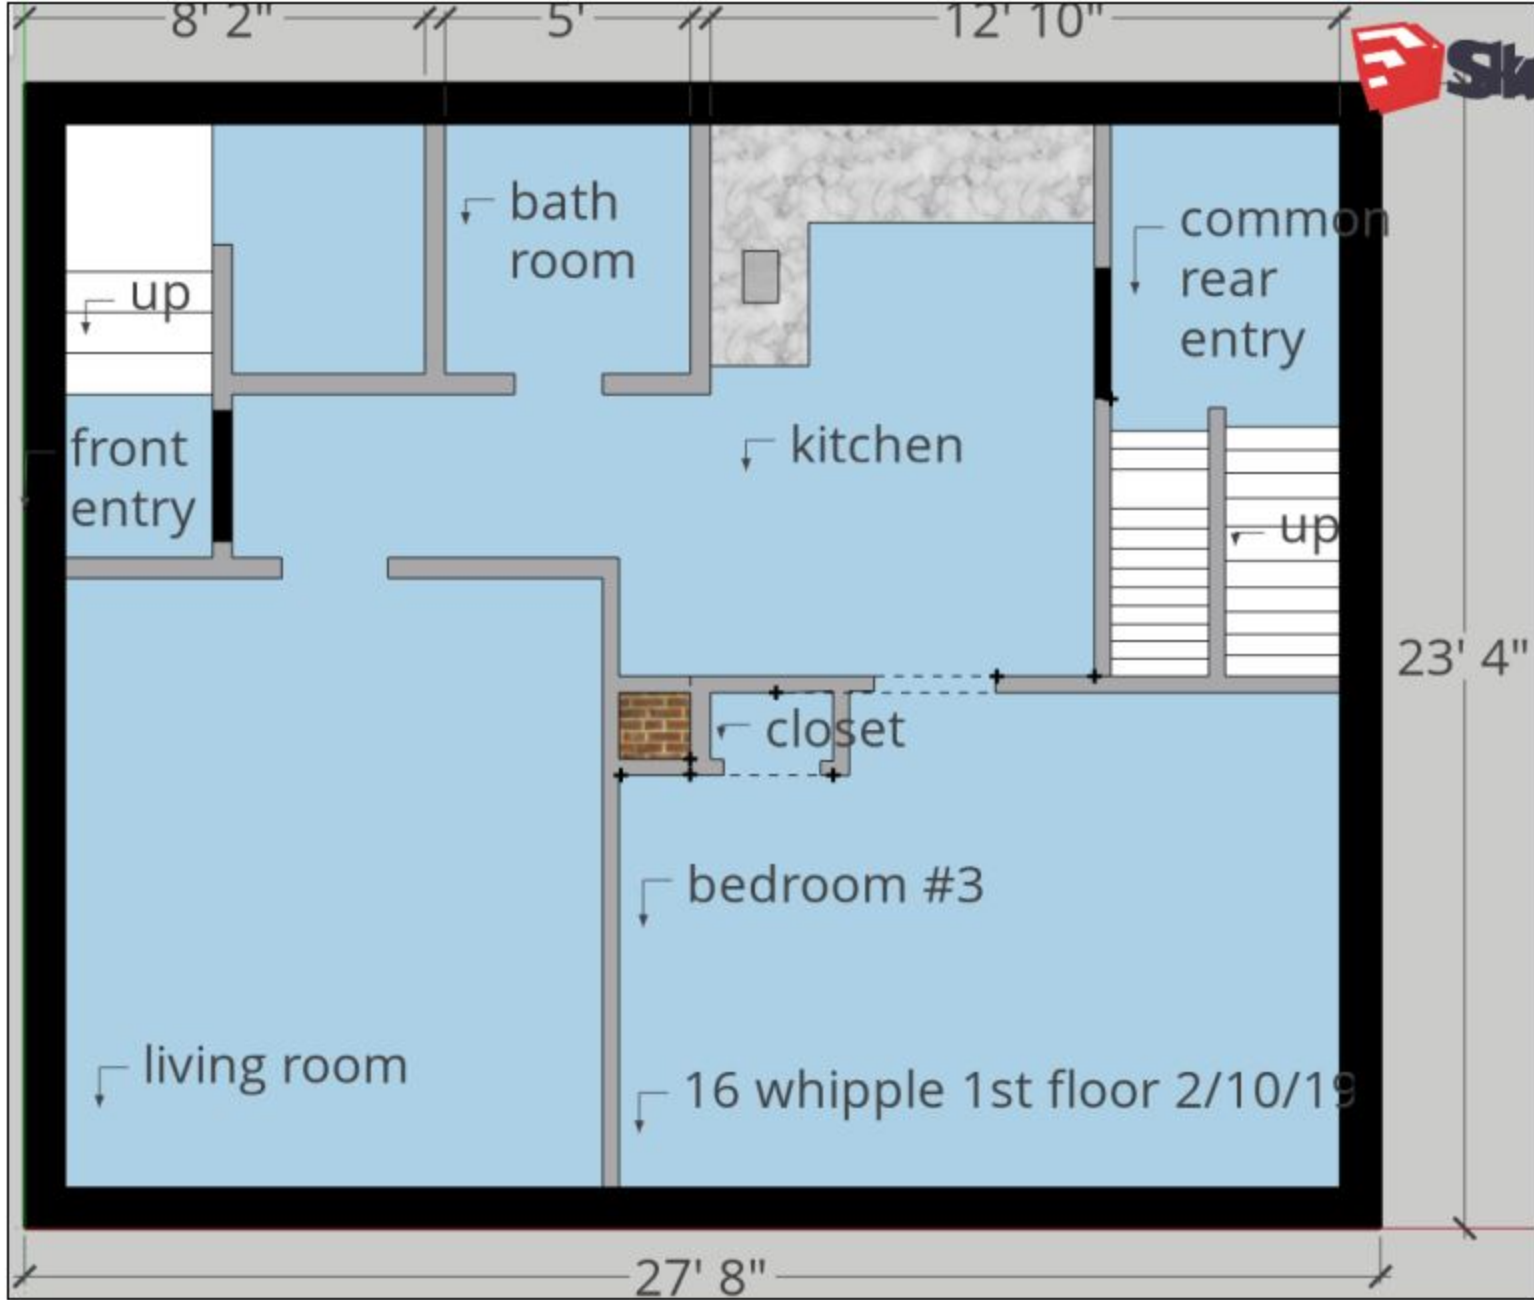 8' 2"
5'
12' 10"
bath
room
common
rear
entry
up
front
entry
kitchen
up
23' 4"
closet
bedroom #3
living room
16 whipple 1st floor 2/10/19
27' 8"